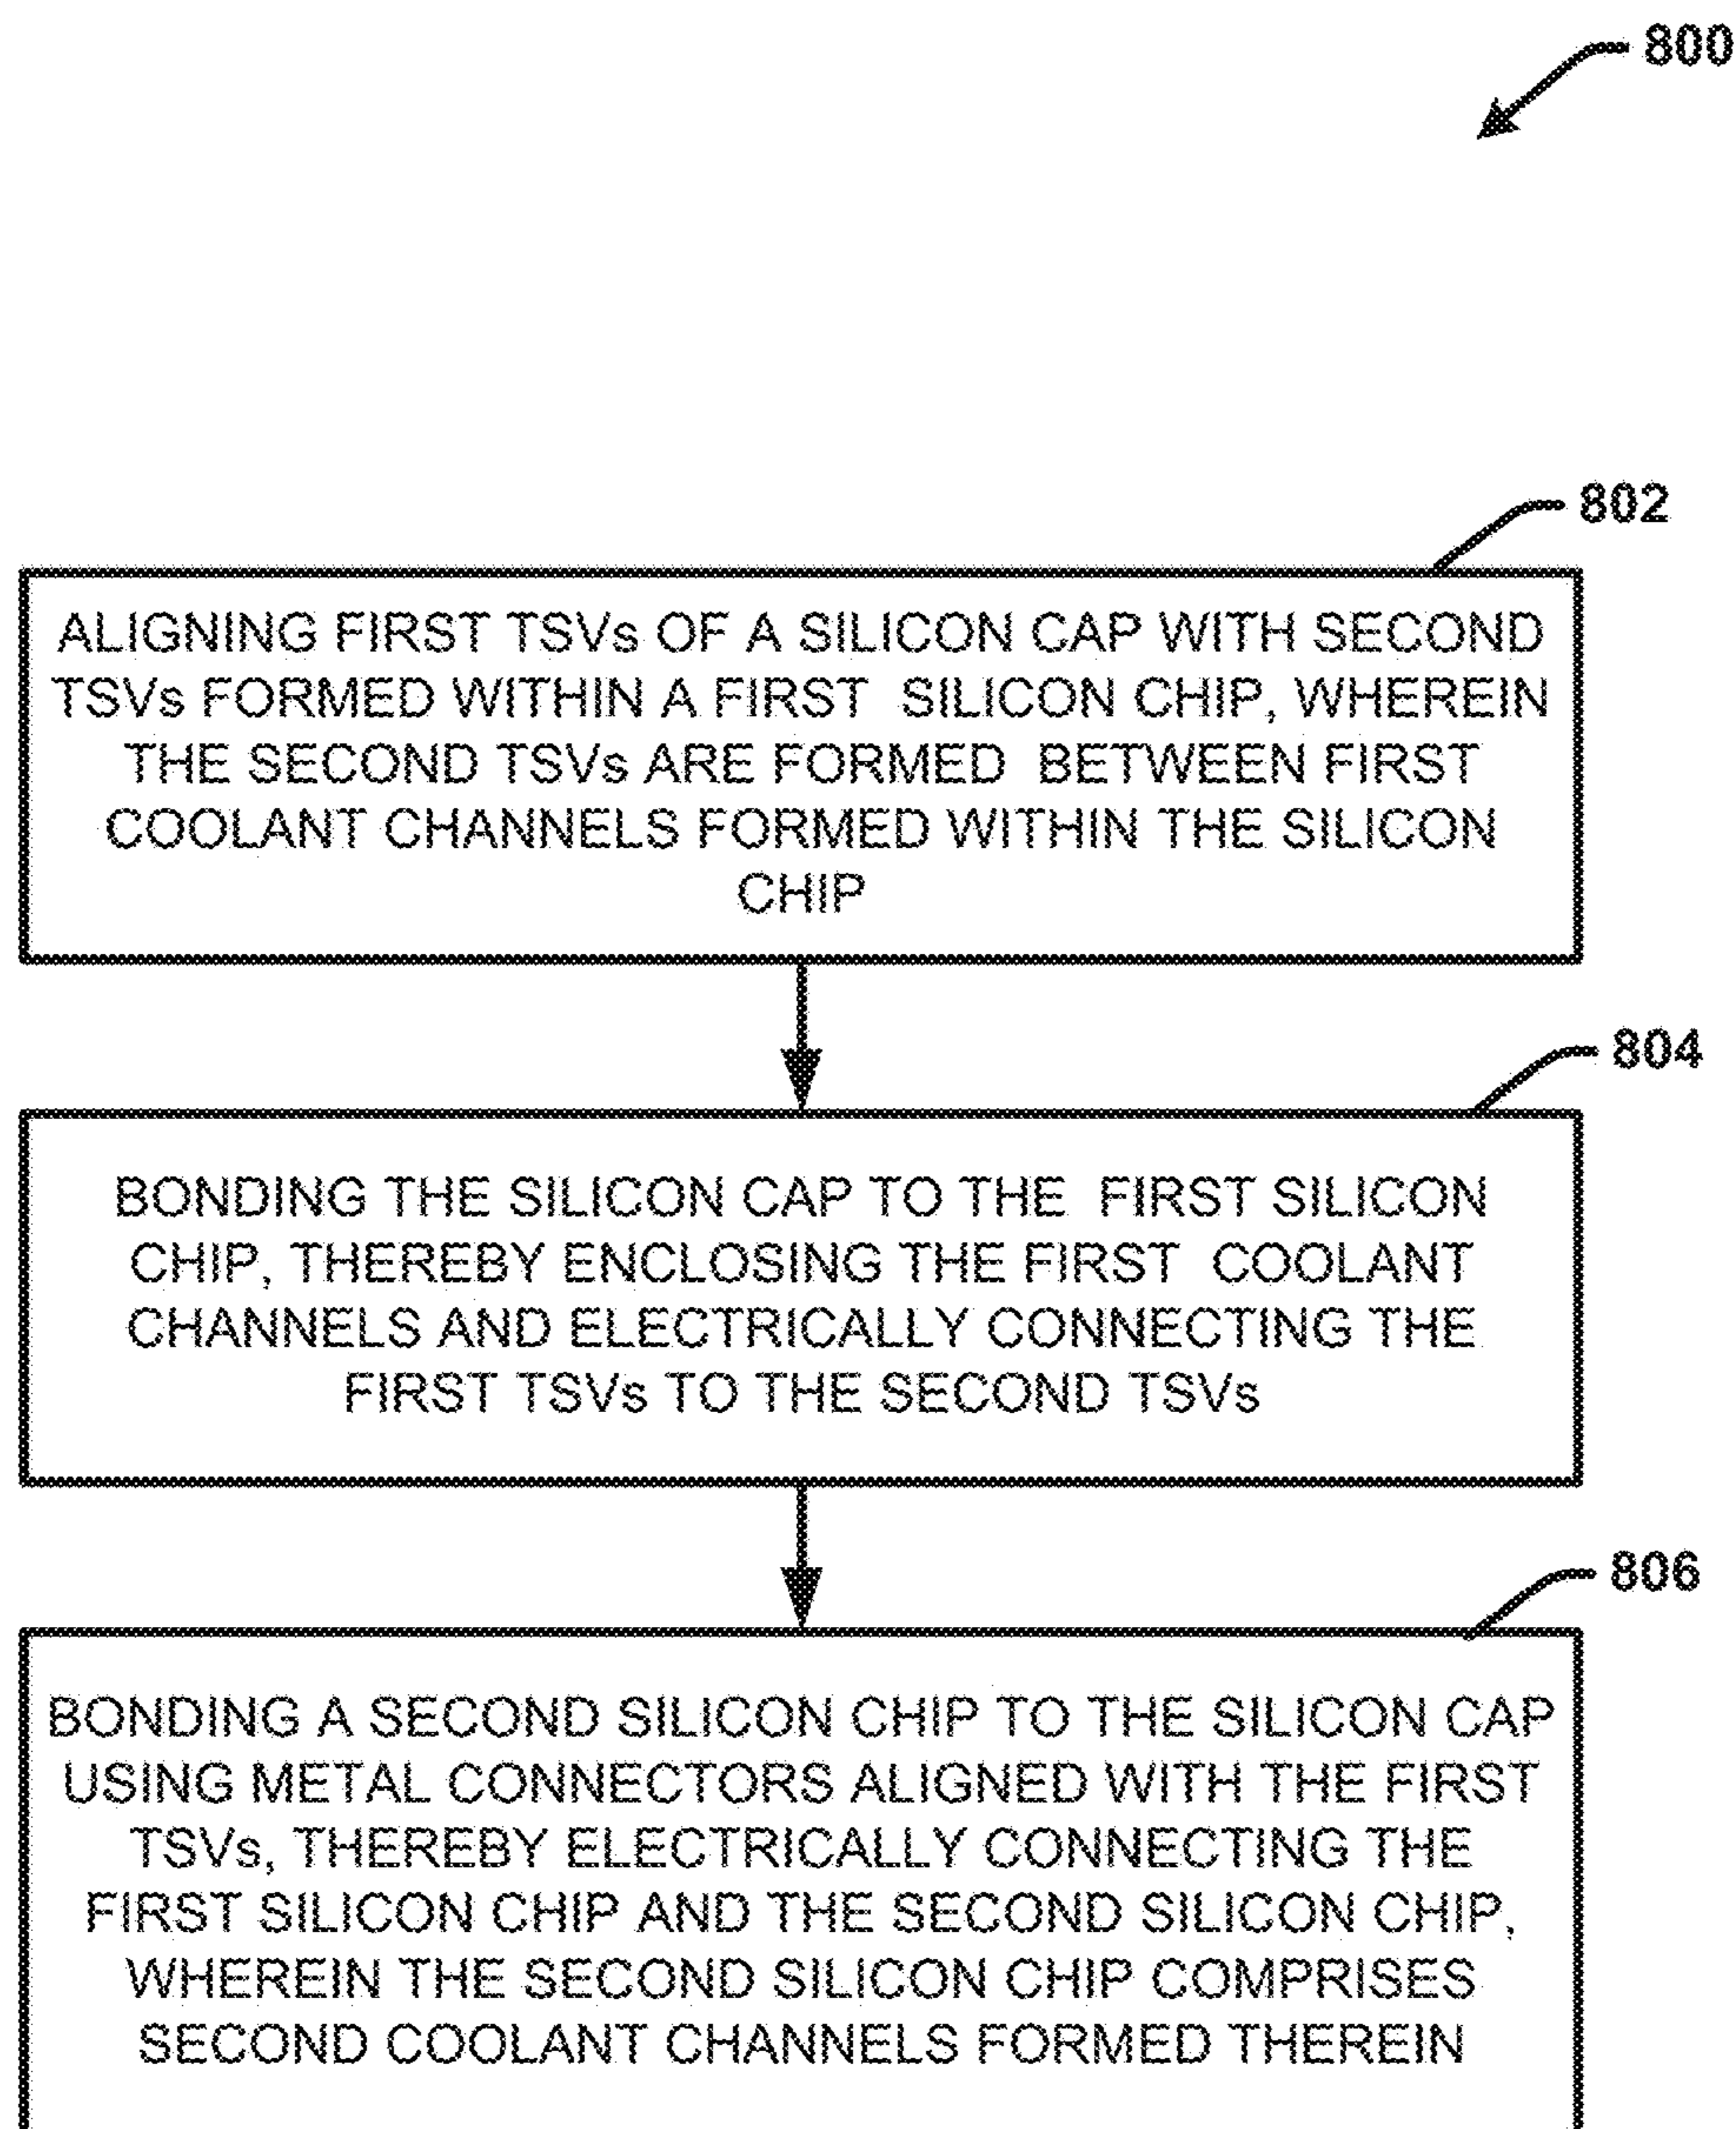 800
802
ALIGNING FIRST TSVs OF A SILICON CAP WITH SECOND
TSVs FORMED WITHIN A FIRST SILICON CHIP, WHEREIN
THE SECOND TSVs ARE FORMED BETWEEN FIRST
COOLANT CHANNELS FORMED WITHIN THE SILICON
CHIP
804
BONDING THE SILICON CAP TO THE FIRST SILICON
CHIP, THEREBY ENCLOSING THE FIRST COOLANT
CHANNELS AND ELECTRICALLY CONNECTING THE
FIRST TSVs TO THE SECOND TSVs
806
BONDING A SECOND SILICON CHIP TO THE SILICON CAP
USING METAL CONNECTORS ALIGNED WITH THE FIRST
TSVs, THEREBY ELECTRICALLY CONNECTING THE
FIRST SILICON CHIP AND THE SECOND SILICON CHIP,
WHEREIN THE SECOND SILICON CHIP COMPRISES
SECOND COOLANT CHANNELS FORMED THEREIN